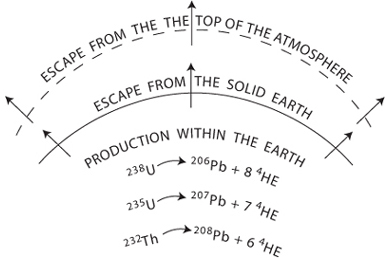 ESCAPE FROM THE THE TOP OF THE ATMOSPHERE
ESCAPE FROM THE SOLID EARTH
PRODUCTION WITHIN THE EARTH
²³⁸U → ²⁰⁶Pb + 8 ⁴HE
²³⁵U → ²⁰⁷Pb + 7 ⁴HE
²³²Th → ²⁰⁸Pb + 6 ⁴HE